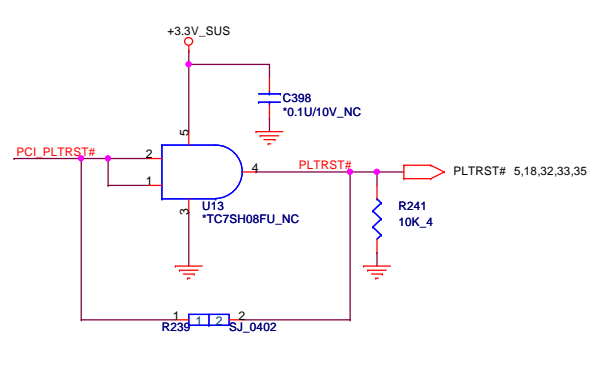 +3.3V_SUS
C398
*0.1U/10V_NC
5
PCI_PLTRST#
2
1
4
PLTRST#
PLTRST# 5,18,32,33,35
3
U13
*TC7SH08FU_NC
R241
10K_4
1
1 2
2
R239
SJ_0402